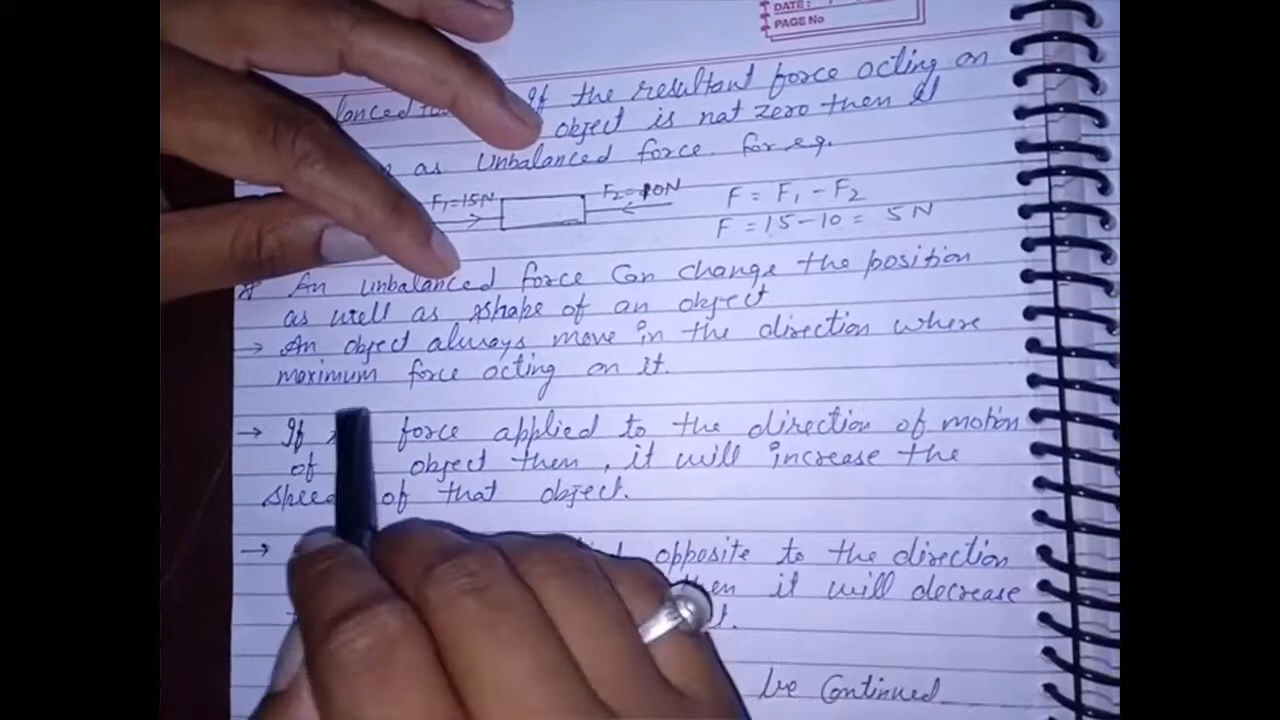 DATE:
PAGE No
If the resultant force acting on
object is not zero then it
as Unbalanced force. For eg.
F₁=15N F₂=10N F = F₁ - F₂
F = 15-10 = 5N
An unbalanced force Can change the position
as well as shape of an object
→ An object always move in the direction where
maximum force acting on it.
→ If force applied to the direction of motion
of object then, it will increase the
speed of that object.
→ opposite to the direction
it will decrease
be Continued